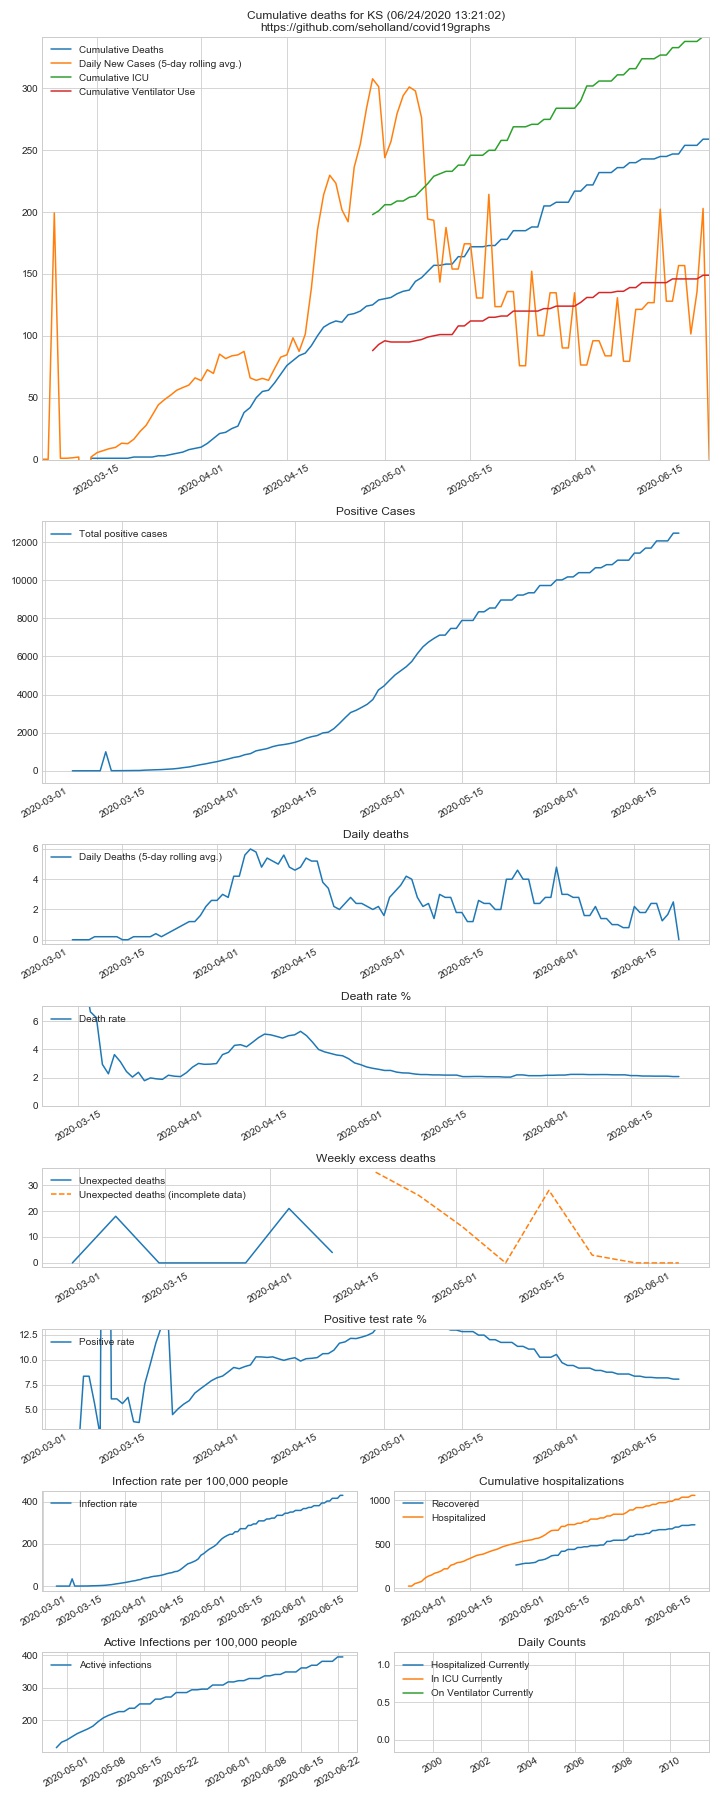 Cumulative deaths for KS (06/24/2020 13:21:02)
https://github.com/seholland/covid19graphs
Cumulative Deaths
Daily New Cases (5-day rolling avg.)
Cumulative ICU
Cumulative Ventilator Use
300
250
200
150
100
50
0
2020-03-15 2020-04-01 2020-04-15 2020-05-01 2020-05-15 2020-06-01 2020-06-15
Positive Cases
Total positive cases
12000
10000
8000
6000
4000
2000
0
2020-03-01 2020-03-15 2020-04-01 2020-04-15 2020-05-01 2020-05-15 2020-06-01 2020-06-15
Daily deaths
Daily Deaths (5-day rolling avg.)
6
4
2
0
2020-03-01 2020-03-15 2020-04-01 2020-04-15 2020-05-01 2020-05-15 2020-06-01 2020-06-15
Death rate %
Death rate
6
4
2
0
2020-03-15 2020-04-01 2020-04-15 2020-05-01 2020-05-15 2020-06-01 2020-06-15
Weekly excess deaths
Unexpected deaths
Unexpected deaths (incomplete data)
30
20
10
0
2020-03-01 2020-03-15 2020-04-01 2020-04-15 2020-05-01 2020-05-15 2020-06-01
Positive test rate %
Positive rate
12.5
10.0
7.5
5.0
2020-03-01 2020-03-15 2020-04-01 2020-04-15 2020-05-01 2020-05-15 2020-06-01 2020-06-15
Infection rate per 100,000 people
Infection rate
400
200
0
2020-03-01 2020-03-15 2020-04-01 2020-04-15 2020-05-01 2020-05-15 2020-06-01 2020-06-15
Cumulative hospitalizations
Recovered
Hospitalized
1000
500
0
2020-04-01 2020-04-15 2020-05-01 2020-05-15 2020-06-01 2020-06-15
Active Infections per 100,000 people
Active infections
400
300
200
2020-05-01 2020-05-08 2020-05-15 2020-05-22 2020-06-01 2020-06-08 2020-06-15 2020-06-22
Daily Counts
Hospitalized Currently
In ICU Currently
On Ventilator Currently
1.0
0.5
0.0
2000 2002 2004 2006 2008 2010